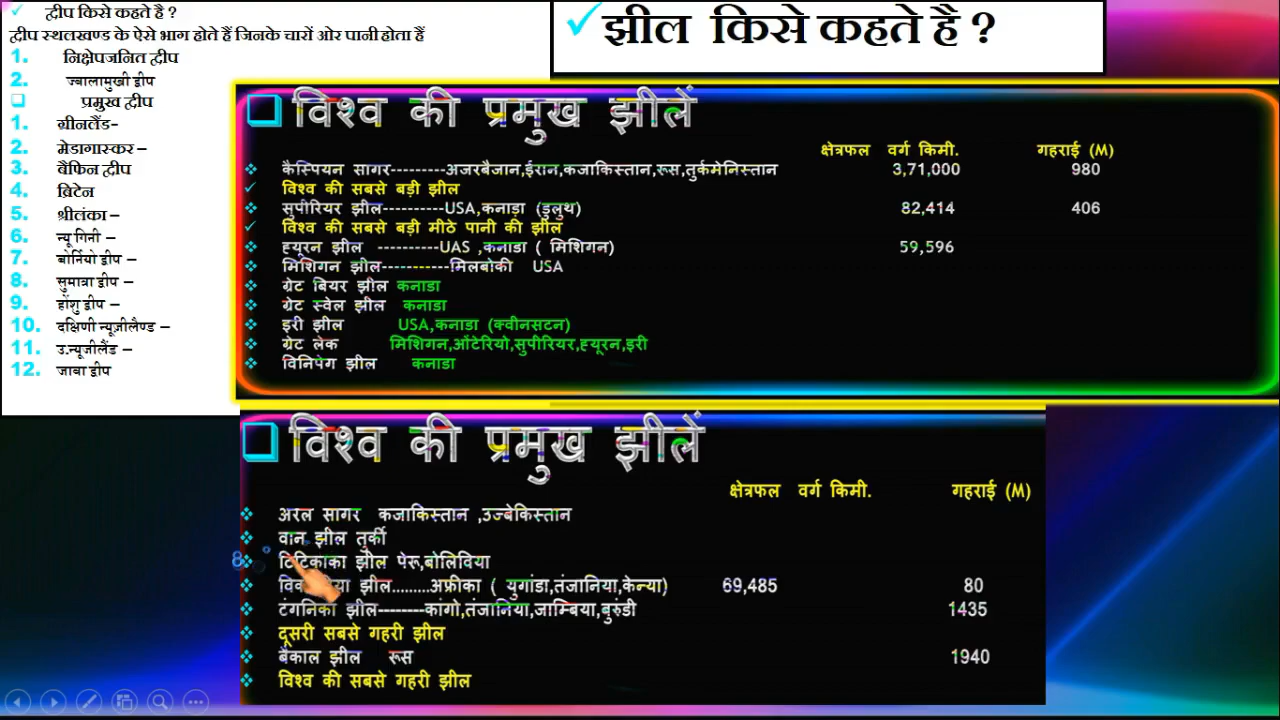 ✓ द्वीप किसे कहते है ?
द्वीप स्थलखण्ड के ऐसे भाग होते हैं जिनके चारों ओर पानी होता हैं
1. निक्षेपजनित द्वीप
2. ज्बालामुखी द्वीप
प्रमुख द्वीप
1. ग्रीनलैंड-
2. मेडागास्कर –
3. बैफिन द्वीप
4. ब्रिटेन
5. श्रीलंका –
6. न्यू गिनी –
7. बोर्नियो द्वीप –
8. सुमात्रा द्वीप –
9. होंशु द्वीप –
10. दक्षिणी न्यूज़ीलैण्ड –
11. उ.न्यूजीलैंड –
12. जाबा द्वीप
✓ झील किसे कहते है ?
विश्व की प्रमुख झीलें
क्षेत्रफल वर्ग किमी. गहराई (M)
कैस्पियन सागर---------अजरबैजान,ईरान,कजाकिस्तान,रूस,तुर्कमेनिस्तान 3,71,000 980
✓ विश्व की सबसे बड़ी झील
सुपीरियर झील----------USA,कनाड़ा (डुलुथ) 82,414 406
✓ विश्व की सबसे बड़ी मीठे पानी की झील
ह्यूरन झील ----------UAS ,कनाडा ( मिशिगन) 59,596
मिशिगन झील-----------मिलबोकी USA
ग्रेट बियर झील कनाडा
ग्रेट स्वेल झील कनाडा
इरी झील USA,कनाडा (क्वीनसटन)
ग्रेट लेक मिशिगन,ओंटेरियो,सुपीरियर,ह्यूरन,इरी
विनिपेग झील कनाडा
विश्व की प्रमुख झीलें
क्षेत्रफल वर्ग किमी. गहराई (M)
अरल सागर कजाकिस्तान ,उज्बेकिस्तान
वान झील तुर्की
टिटिकाका झील पेरू,बोलिविया
झील.........अफ्रीका ( युगांडा,तंजानिया,केन्या) 69,485 80
टंगनिका झील--------कांगो,तंजानिया,जाम्बिया,बुरुंडी 1435
दूसरी सबसे गहरी झील
बैकाल झील रूस 1940
विश्व की सबसे गहरी झील